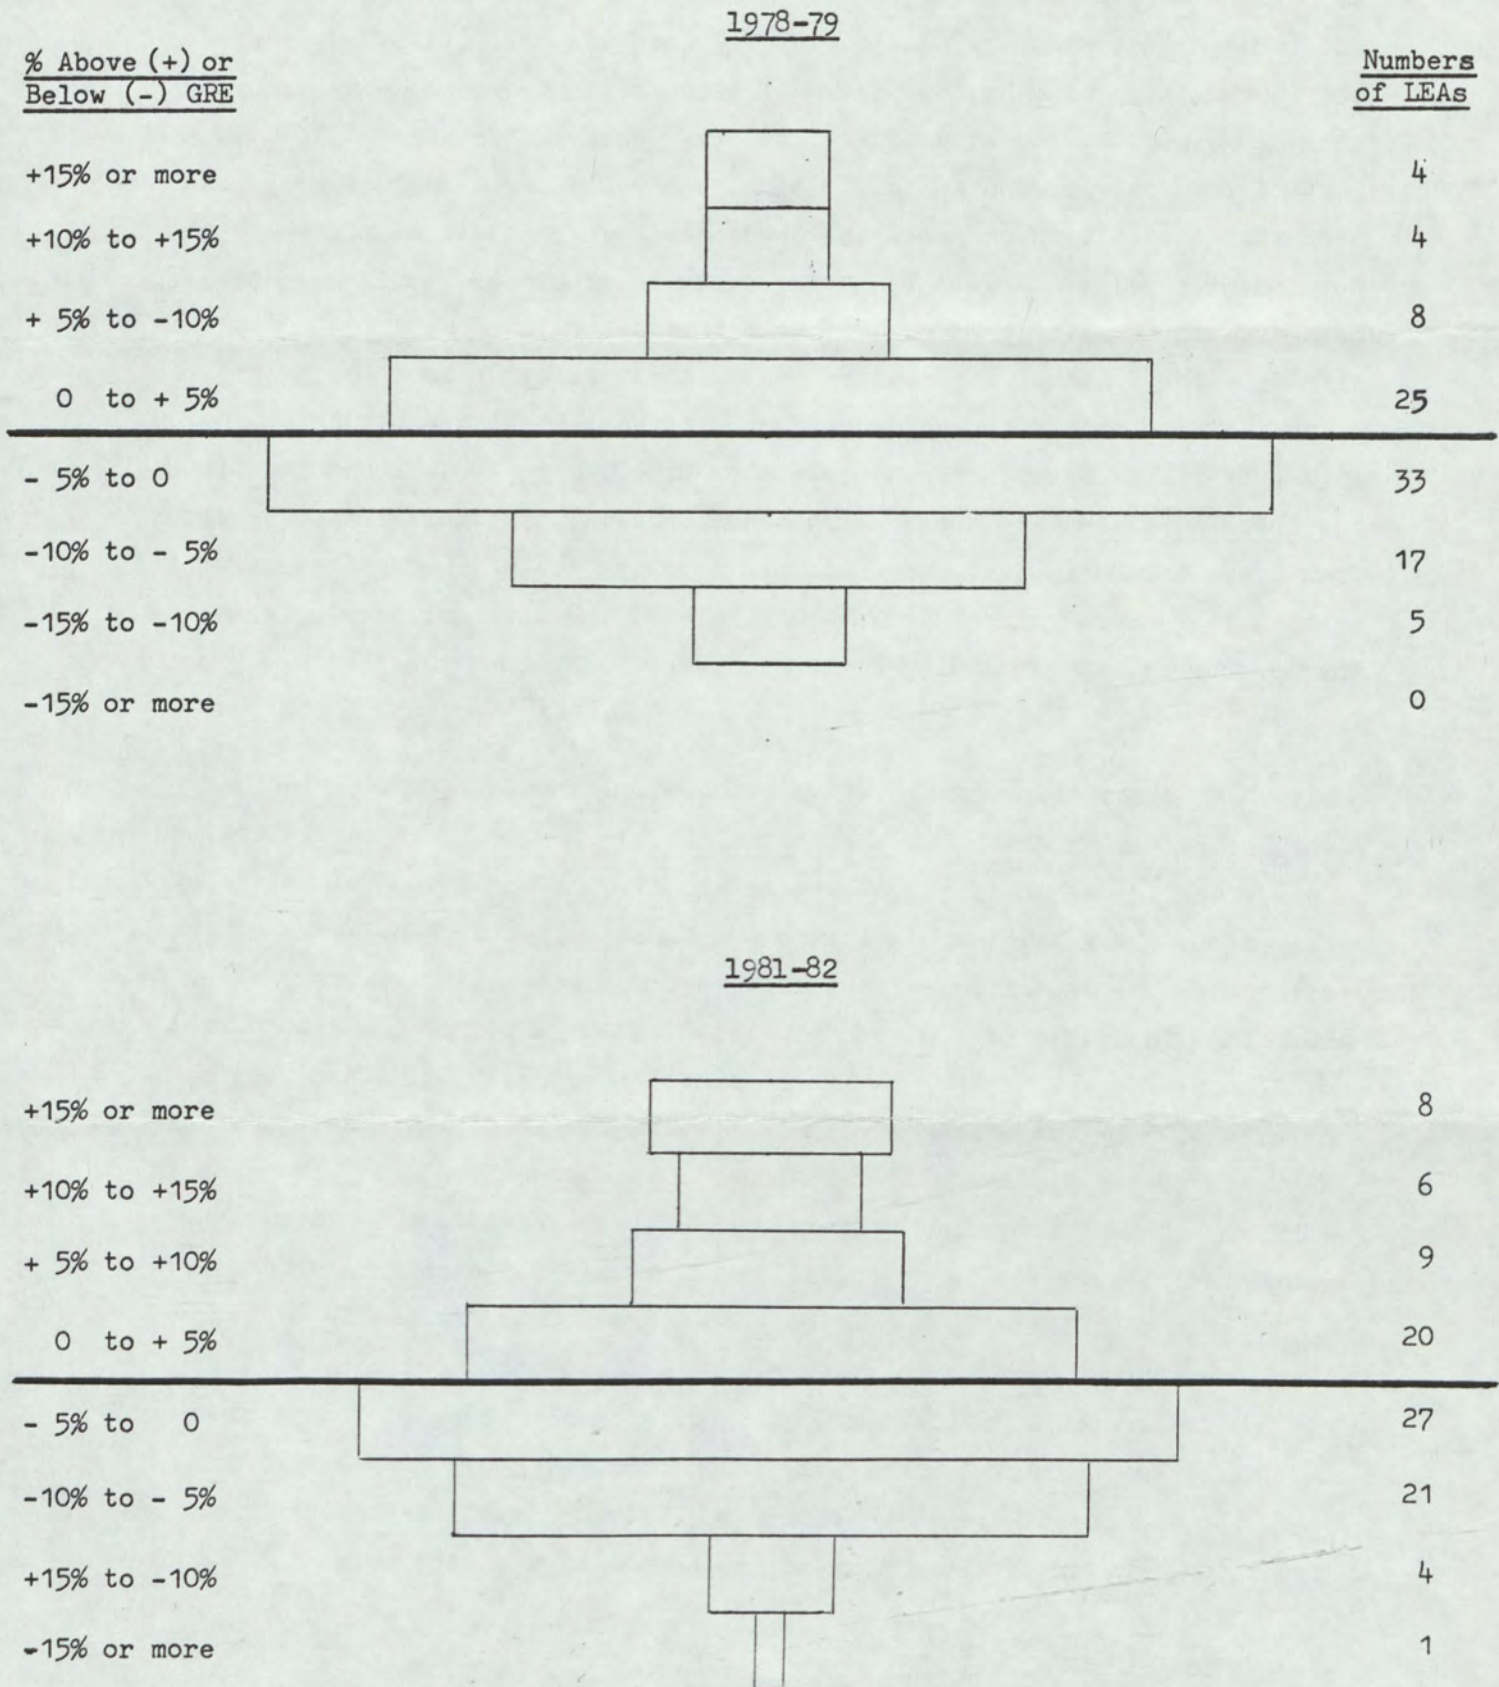 1978-79
% Above (+) or
Below (-) GRE
Numbers
of LEAs
+15% or more 4
+10% to +15% 4
+ 5% to -10% 8
0 to + 5% 25
- 5% to 0 33
-10% to - 5% 17
-15% to -10% 5
-15% or more 0
1981-82
+15% or more 8
+10% to +15% 6
+ 5% to +10% 9
0 to + 5% 20
- 5% to 0 27
-10% to - 5% 21
+15% to -10% 4
-15% or more 1